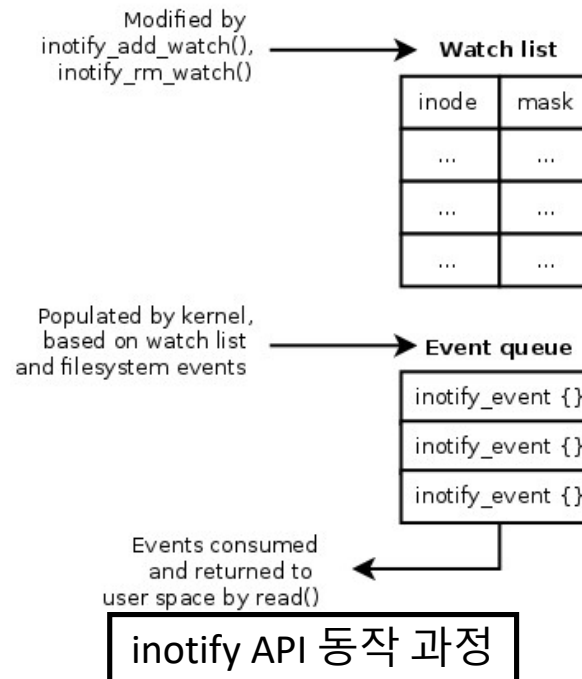 Modified by
inotify_add_watch(),
inotify_rm_watch()
Watch list
inode mask
... ...
... ...
... ...
Populated by kernel,
based on watch list
and filesystem events
Event queue
inotify_event {}
inotify_event {}
inotify_event {}
Events consumed
and returned to
user space by read()
inotify API 동작 과정